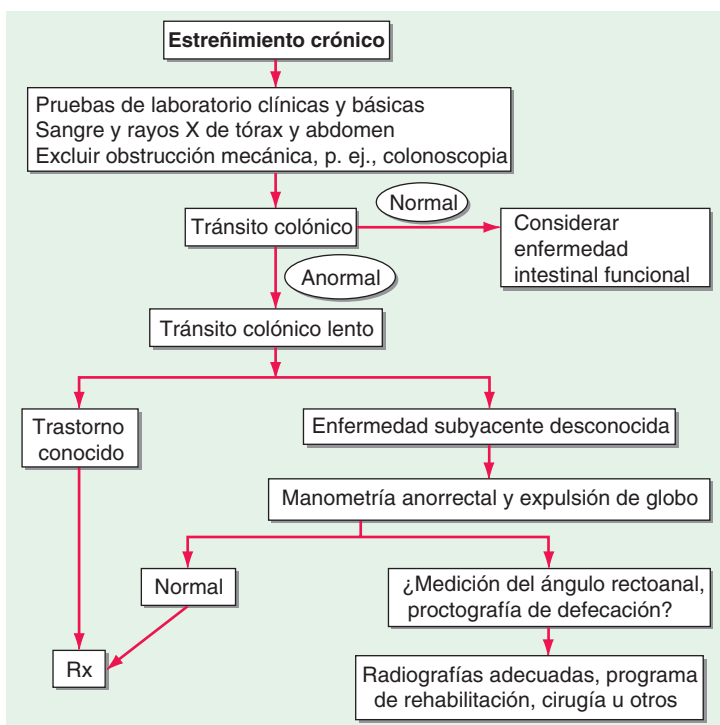 Estreñimiento crónico
Pruebas de laboratorio clínicas y básicas
Sangre y rayos X de tórax y abdomen
Excluir obstrucción mecánica, p. ej., colonoscopia
Normal
Tránsito colónico
Considerar
enfermedad
intestinal funcional
Anormal
Tránsito colónico lento
Trastorno
conocido
Enfermedad subyacente desconocida
Manometría anorrectal y expulsión de globo
Normal
¿Medición del ángulo rectoanal,
proctografía de defecación?
Rx
Radiografías adecuadas, programa
de rehabilitación, cirugía u otros